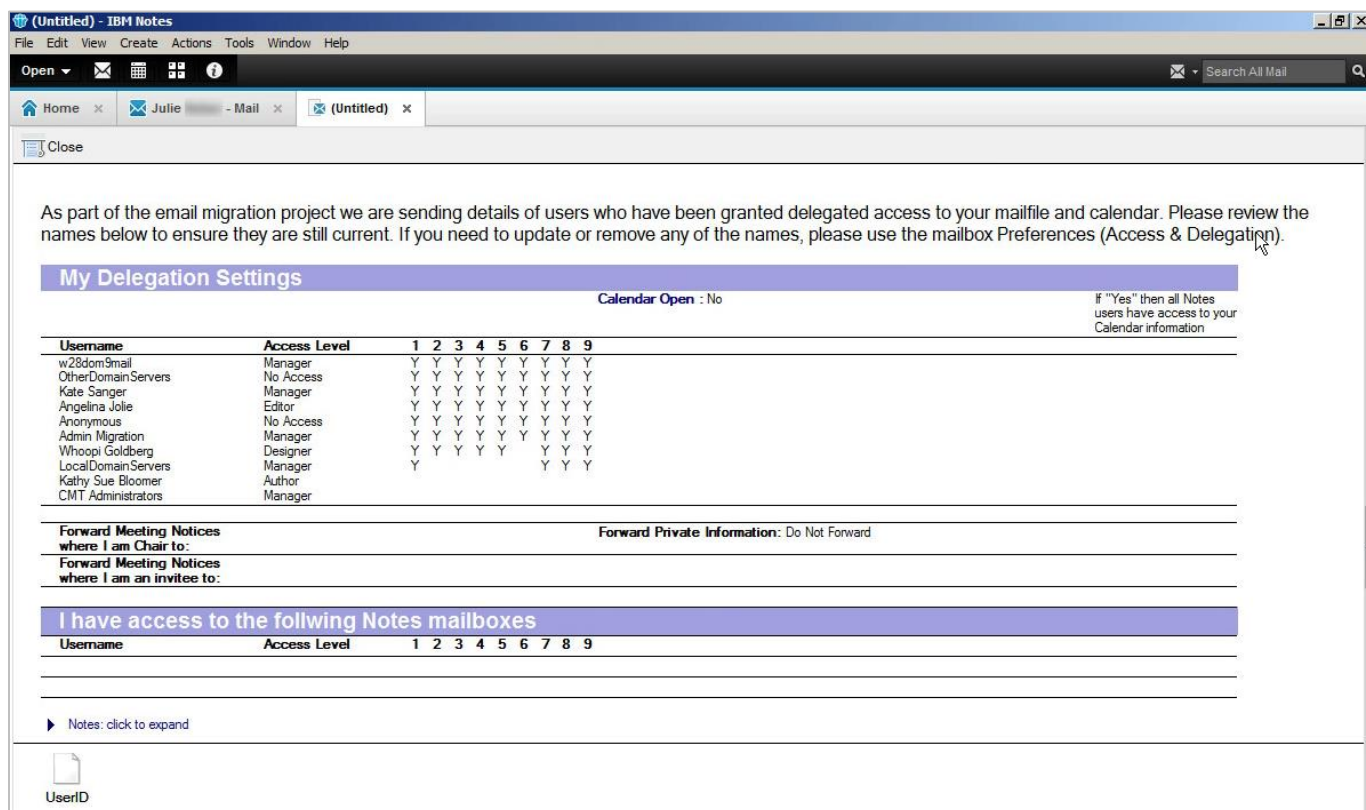 (Untitled) - IBM Notes
File Edit View Create Actions Tools Window Help
Open Search All Mail
Home Julie - Mail (Untitled)
Close
As part of the email migration project we are sending details of users who have been granted delegated access to your mailfile and calendar. Please review the
names below to ensure they are still current. If you need to update or remove any of the names, please use the mailbox Preferences (Access & Delegation).
My Delegation Settings
Calendar Open : No
If "Yes" then all Notes
users have access to your
Calendar information
Username Access Level 1 2 3 4 5 6 7 8 9
w28dom9mail Manager Y Y Y Y Y Y Y Y Y
OtherDomainServers No Access Y Y Y Y Y Y Y Y Y
Kate Sanger Manager Y Y Y Y Y Y Y Y Y
Angelina Jolie Editor Y Y Y Y Y Y Y Y Y
Anonymous No Access Y Y Y Y Y Y Y Y Y
Admin Migration Manager Y Y Y Y Y Y Y Y Y
Whoopi Goldberg Designer Y Y Y Y Y Y Y Y
LocalDomainServers Manager Y Y Y Y
Kathy Sue Bloomer Author
CMT Administrators Manager
Forward Meeting Notices
where I am Chair to:
Forward Private Information: Do Not Forward
Forward Meeting Notices
where I am an invitee to:
I have access to the follwing Notes mailboxes
Username Access Level 1 2 3 4 5 6 7 8 9
Notes: click to expand
UserID